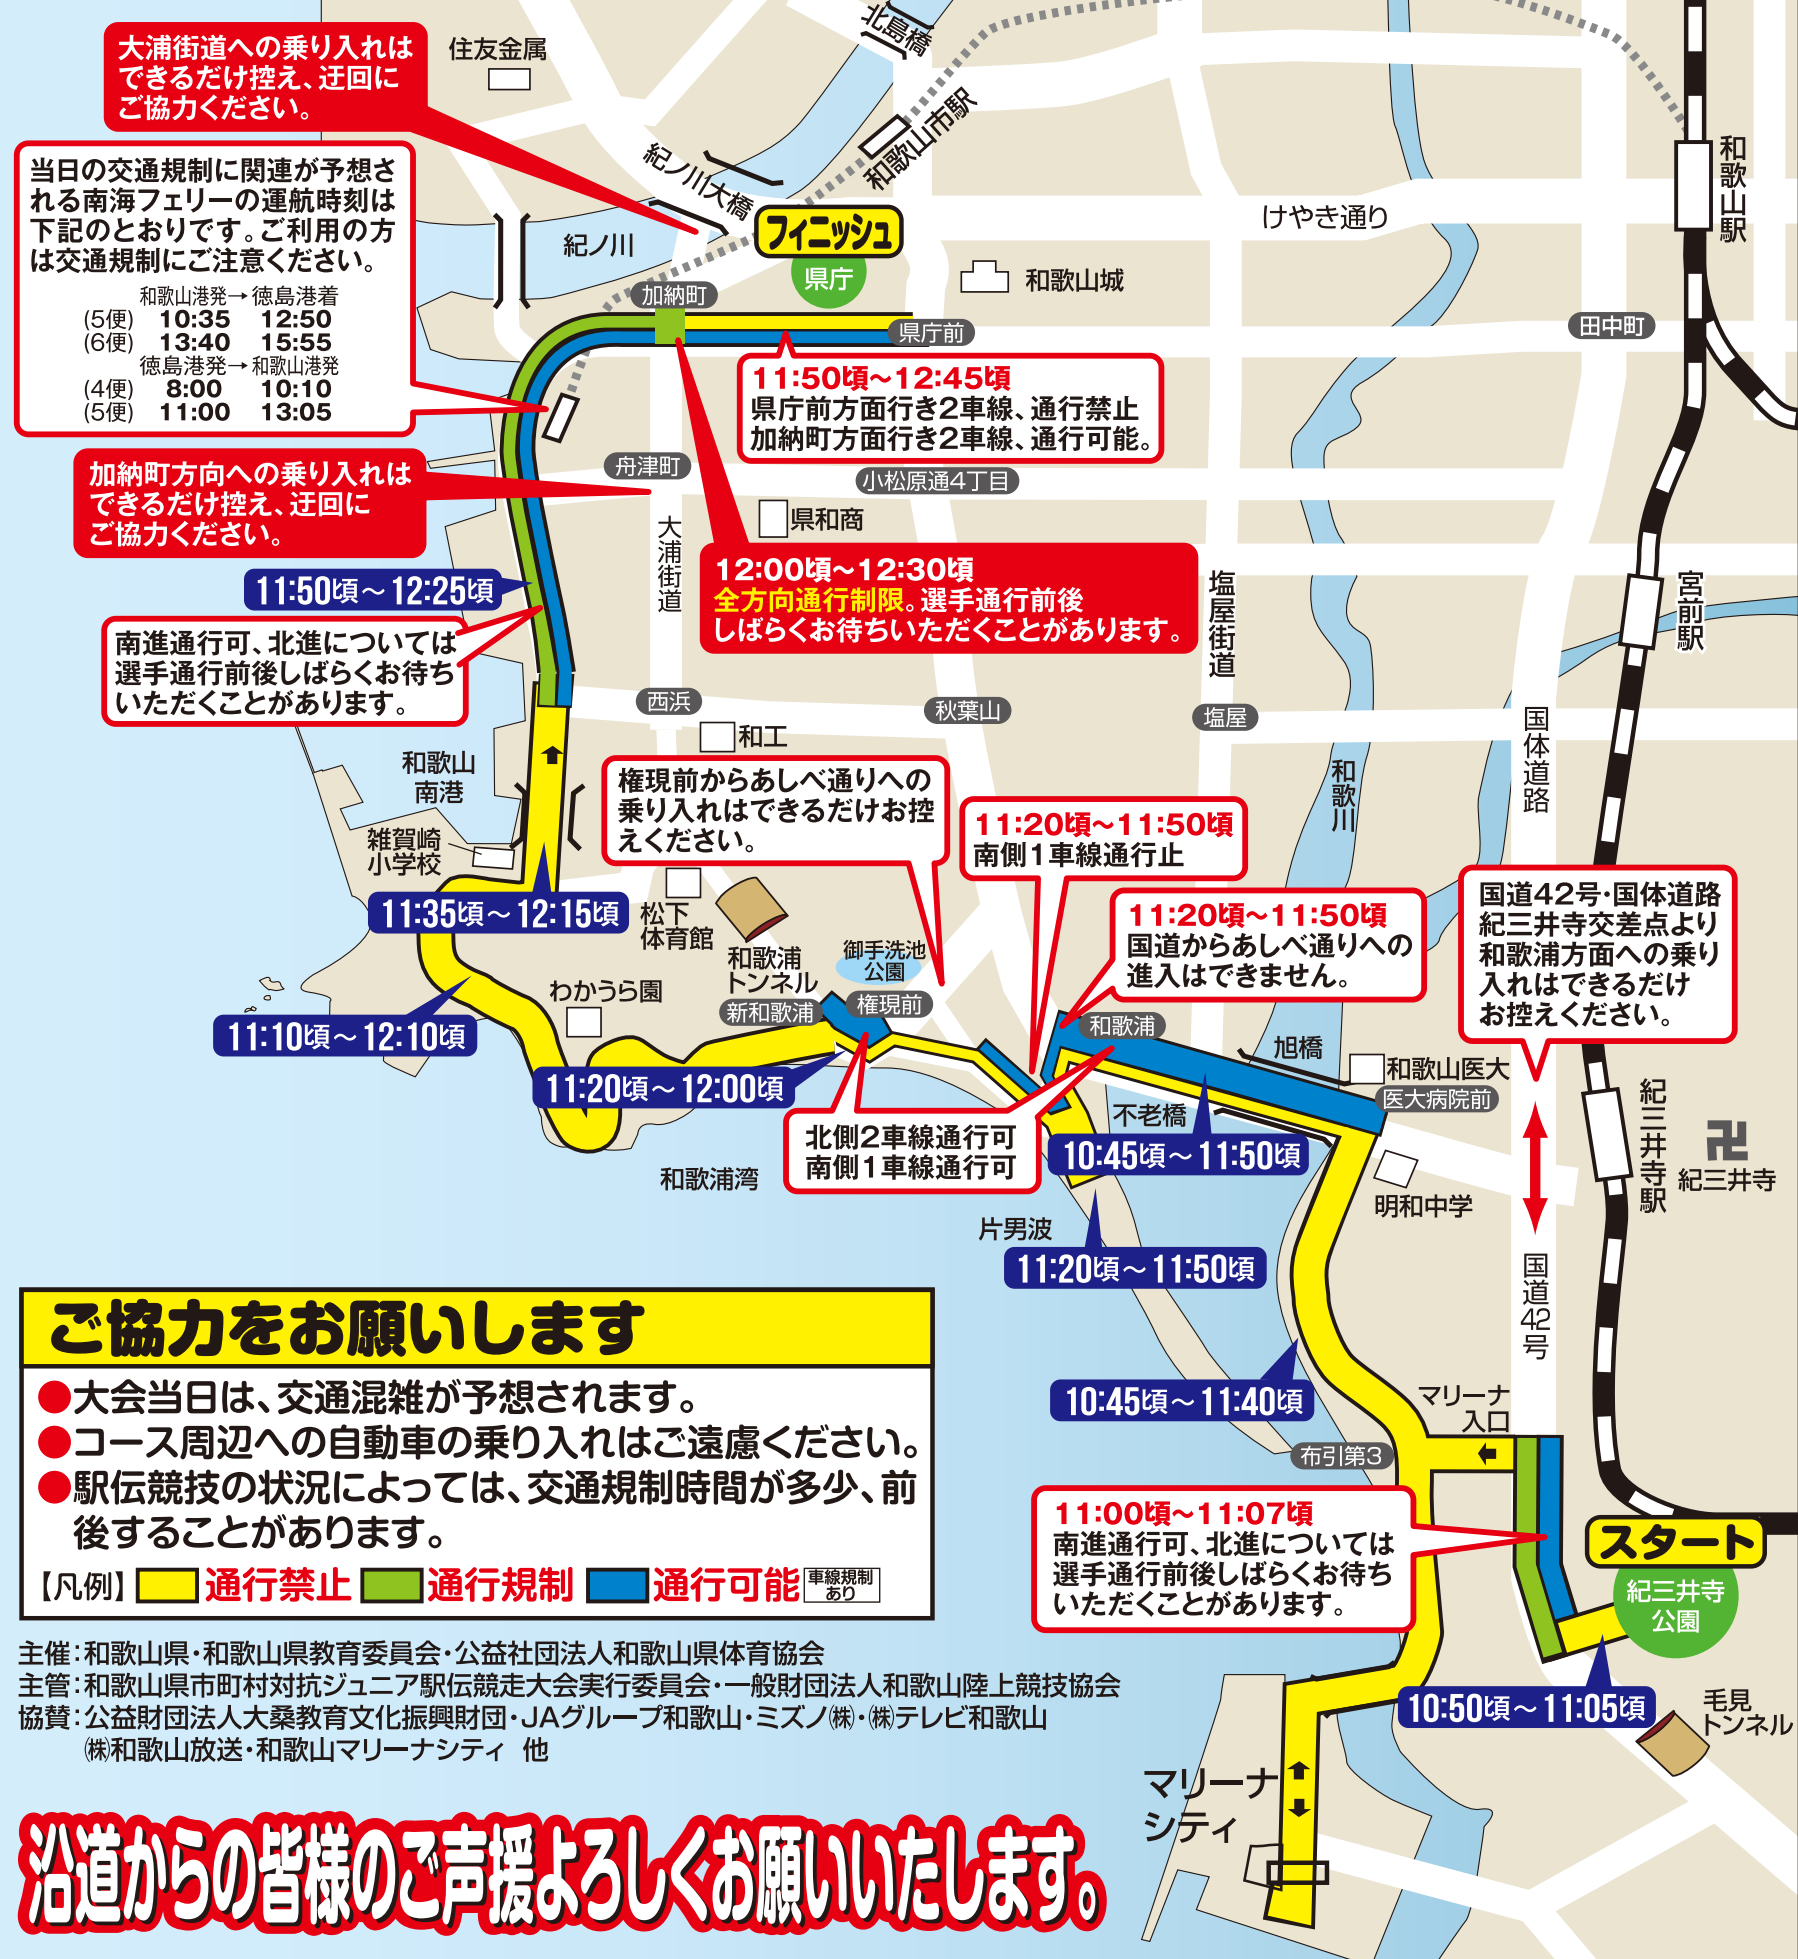 大浦街道への乗り入れは
できるだけ控え、迂回に
ご協力ください。
住友金属
北島橋
和歌山市駅
紀ノ川大橋
紀ノ川
フィニッシュ
県庁
和歌山城
けやき通り
和歌山駅
田中町
加納町
県庁前
当日の交通規制に関連が予想さ
れる南海フェリーの運航時刻は
下記のとおりです。ご利用の方
は交通規制にご注意ください。
和歌山港発→徳島港着
(5便) 10:35 12:50
(6便) 13:40 15:55
徳島港発→和歌山港発
(4便) 8:00 10:10
(5便) 11:00 13:05
11:50頃〜12:45頃
県庁前方面行き2車線、通行禁止
加納町方面行き2車線、通行可能。
加納町方向への乗り入れは
できるだけ控え、迂回に
ご協力ください。
舟津町
小松原通4丁目
県和商
大浦街道
12:00頃〜12:30頃
全方向通行制限。選手通行前後
しばらくお待ちいただくことがあります。
塩屋街道
宮前駅
11:50頃〜12:25頃
南進通行可、北進については
選手通行前後しばらくお待ち
いただくことがあります。
西浜
秋葉山
塩屋
和工
国体道路
和歌川
和歌山
南港
雑賀崎
小学校
権現前からあしべ通りへの
乗り入れはできるだけお控
えください。
11:20頃〜11:50頃
南側1車線通行止
11:20頃〜11:50頃
国道からあしべ通りへの
進入はできません。
国道42号・国体道路
紀三井寺交差点より
和歌浦方面への乗り
入れはできるだけ
お控えください。
11:35頃〜12:15頃
松下
体育館
和歌浦
トンネル
御手洗池
公園
新和歌浦
権現前
わかうら園
11:10頃〜12:10頃
11:20頃〜12:00頃
和歌浦
旭橋
和歌山医大
医大病院前
不老橋
北側2車線通行可
南側1車線通行可
10:45頃〜11:50頃
和歌浦湾
片男波
明和中学
紀三井寺駅
卍
紀三井寺
11:20頃〜11:50頃
国道42号
10:45頃〜11:40頃
マリーナ
入口
布引第3
11:00頃〜11:07頃
南進通行可、北進については
選手通行前後しばらくお待ち
いただくことがあります。
スタート
紀三井寺
公園
10:50頃〜11:05頃
毛見
トンネル
マリーナ
シティ
ご協力をお願いします
●大会当日は、交通混雑が予想されます。
●コース周辺への自動車の乗り入れはご遠慮ください。
●駅伝競技の状況によっては、交通規制時間が多少、前
後することがあります。
【凡例】 通行禁止 通行規制 通行可能 車線規制
あり
主催：和歌山県・和歌山県教育委員会・公益社団法人和歌山県体育協会
主管：和歌山県市町村対抗ジュニア駅伝競走大会実行委員会・一般財団法人和歌山陸上競技協会
協賛：公益財団法人大桑教育文化振興財団・JAグループ和歌山・ミズノ㈱・㈱テレビ和歌山
㈱和歌山放送・和歌山マリーナシティ 他
沿道からの皆様のご声援よろしくお願いいたします。